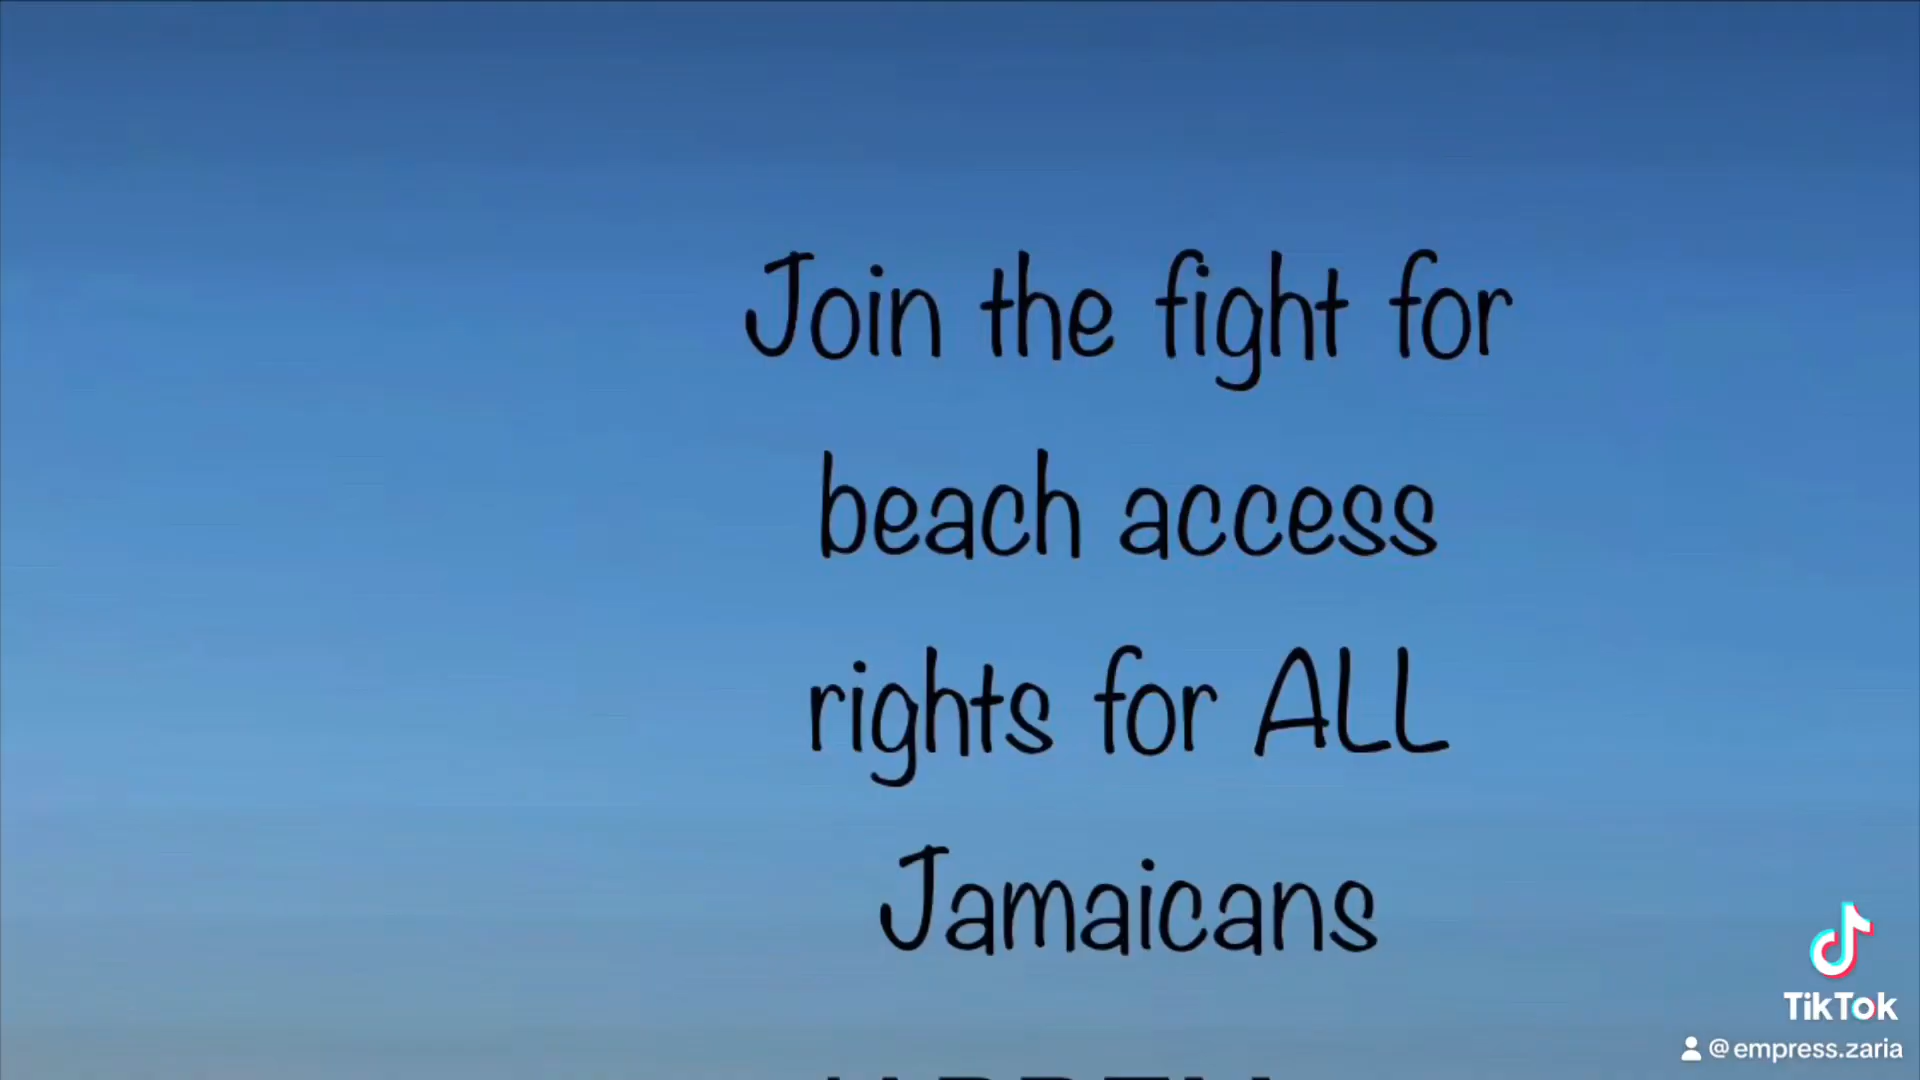 Join the fight for
beach access
rights for ALL
Jamaicans
TikTok
@empress.zaria